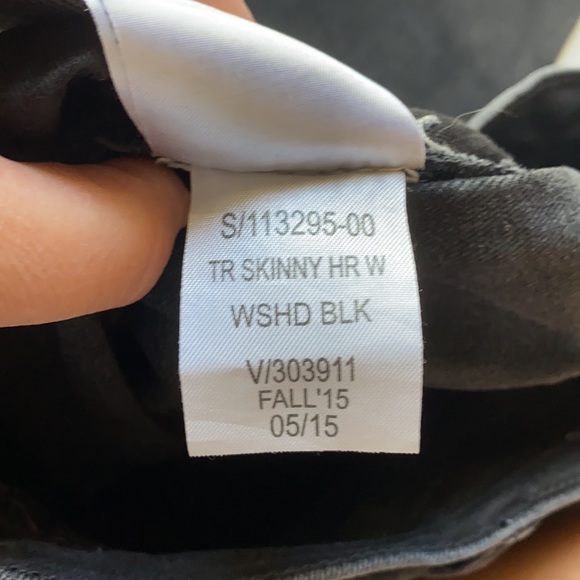 S/113295-00
TR SKINNY HR W
WSHD BLK
V/303911
FALL'15
05/15